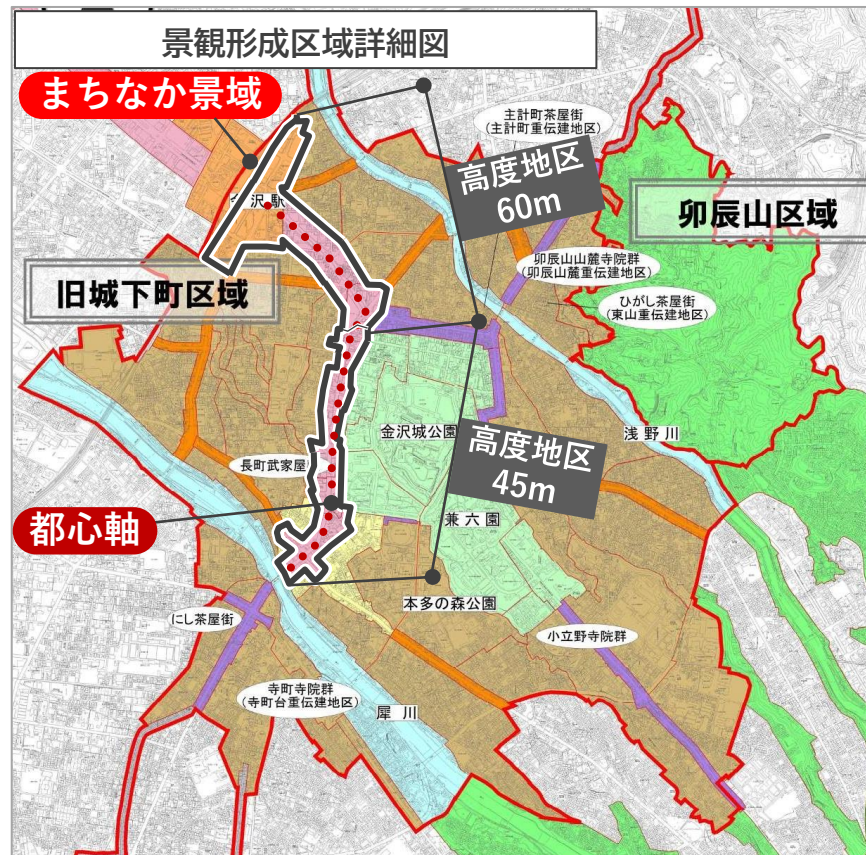 景観形成区域詳細図
まちなか景域
主計町茶屋街
(主計町重伝建地区)
高度地区
60m
金沢駅
卯辰山区域
卯辰山山麓寺院群
(卯辰山麓重伝建地区)
旧城下町区域
ひがし茶屋街
(東山重伝建地区)
金沢城公園
浅野川
高度地区
45m
長町武家屋
都心軸
兼六園
本多の森公園
にし茶屋街
小立野寺院群
寺町寺院群
(寺町台重伝建地区)
犀川